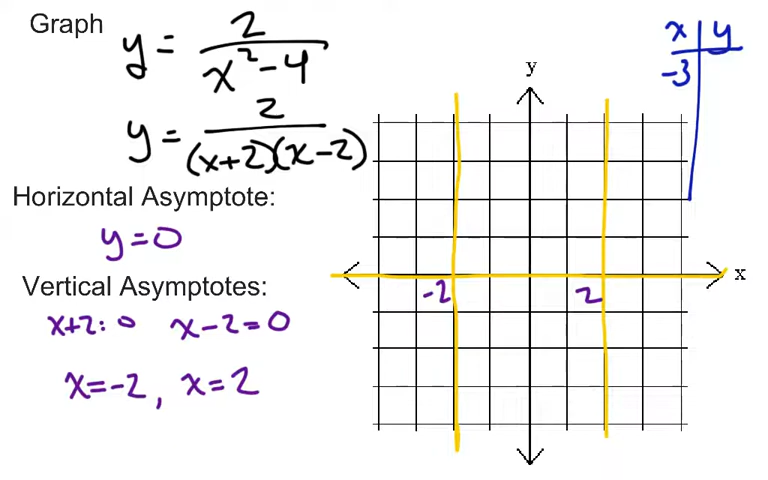 Graph
y = 2/(x² - 4)
y = 2/((x+2)(x-2))
Horizontal Asymptote:
y = 0
Vertical Asymptotes:
x+2: 0 x-2=0
x=-2, x=2
x y
-3
y
x
-2 2